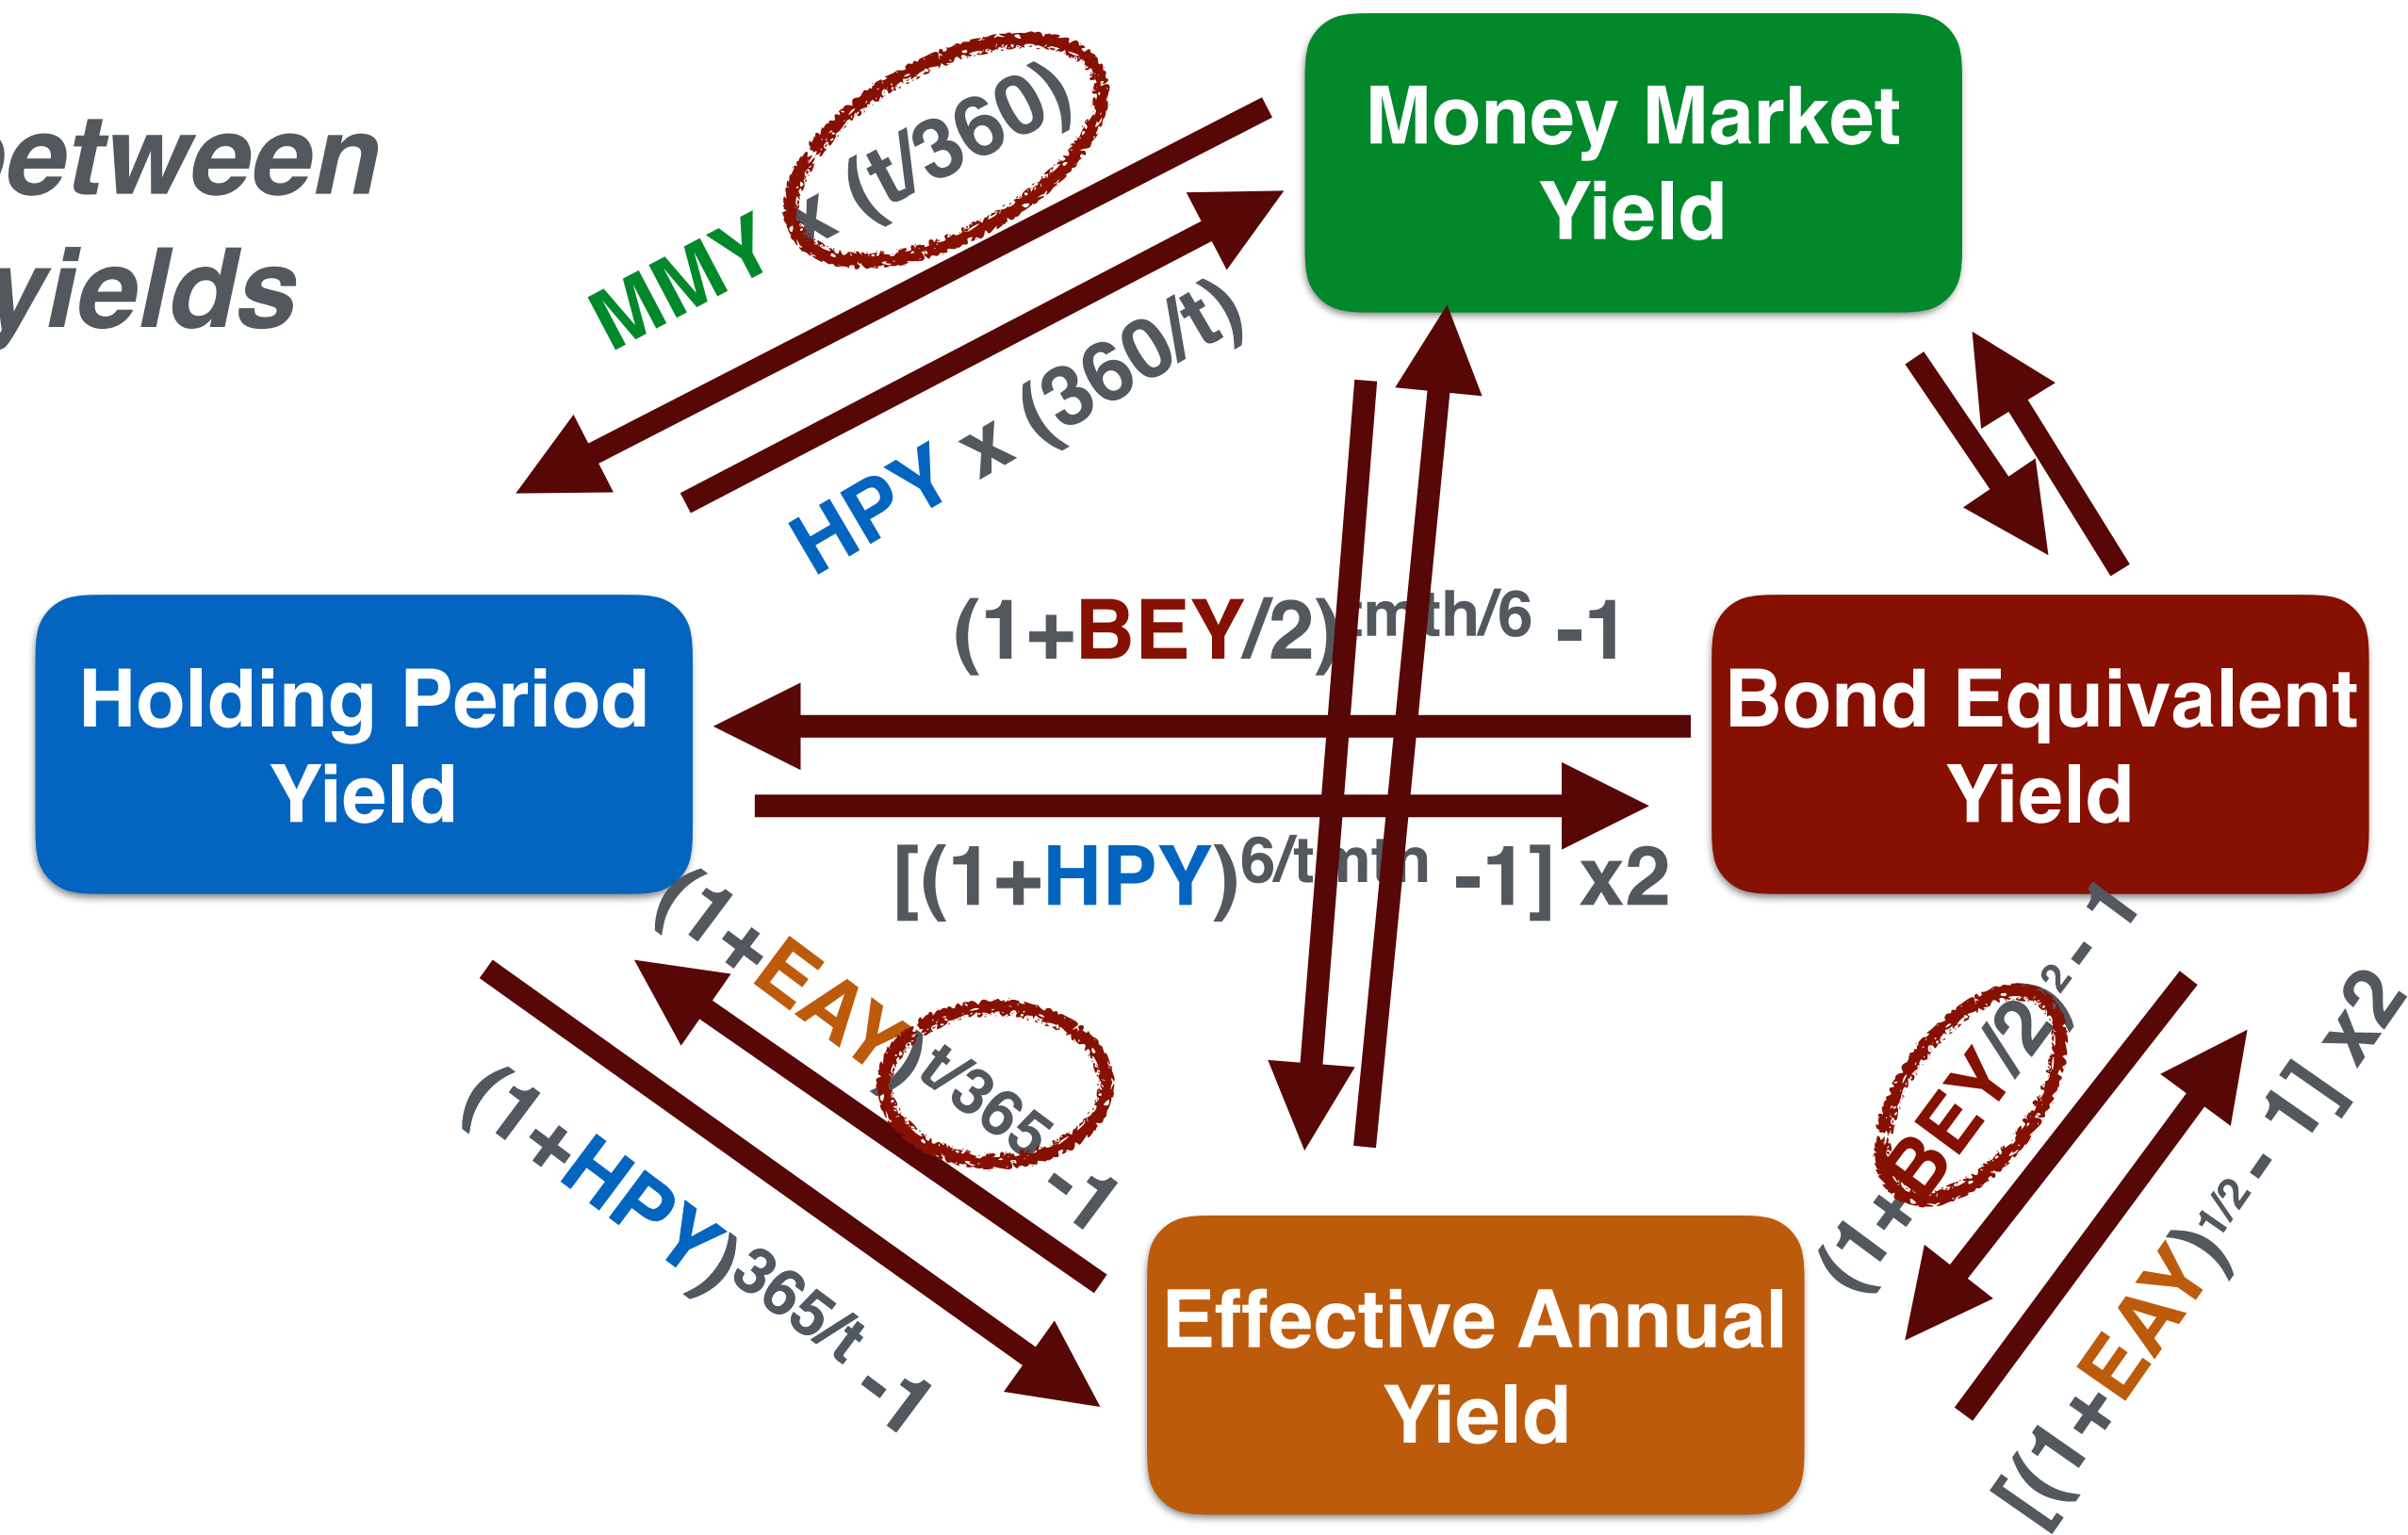 etween
yields
MMY x (t/360)
HPY x (360/t)
Money Market
Yield
(1+BEY/2)tmth/6 -1
Holding Period
Yield
Bond Equivalent
Yield
[(1+HPY)6/tmth -1] x2
(1+EAY)t/365 -1
(1+HPY))365/t -1
(1+BEY/2)2 - 1
[(1+EAY)1/2 - 1] x2
Effective Annual
Yield